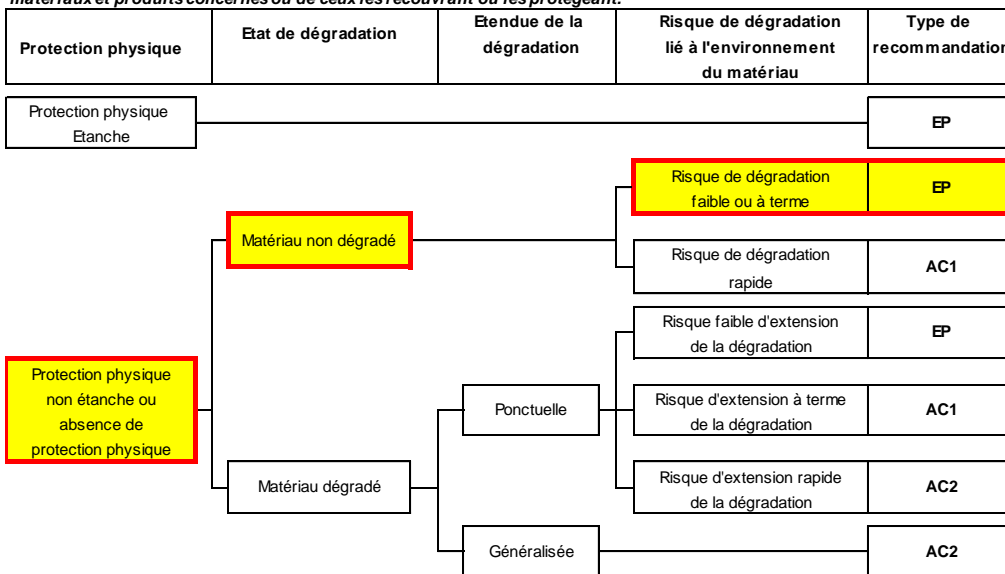 matériaux et produits concernés ou de ceux les recouvrant ou les protégeant.
Protection physique
Etat de dégradation
Etendue de la
dégradation
Risque de dégradation
lié à l'environnement
du matériau
Type de
recommandation
Protection physique
Etanche
EP
Risque de dégradation
faible ou à terme
EP
Matériau non dégradé
Risque de dégradation
rapide
AC1
Risque faible d'extension
de la dégradation
EP
Protection physique
non étanche ou
absence de
protection physique
Ponctuelle
Risque d'extension à terme
de la dégradation
AC1
Matériau dégradé
Risque d'extension rapide
de la dégradation
AC2
Généralisée
AC2